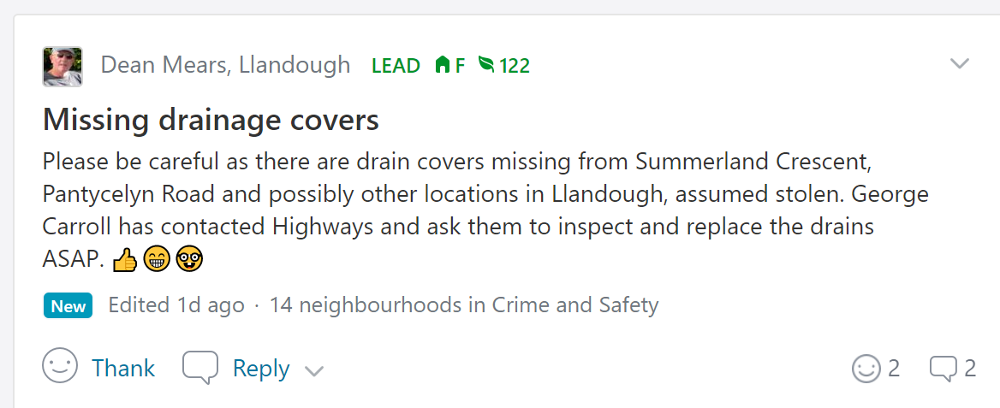 Dean Mears, Llandough LEAD F 122
Missing drainage covers
Please be careful as there are drain covers missing from Summerland Crescent,
Pantycelyn Road and possibly other locations in Llandough, assumed stolen. George
Carroll has contacted Highways and ask them to inspect and replace the drains
ASAP. 👍😁🤓
New Edited 1d ago · 14 neighbourhoods in Crime and Safety
Thank Reply 2 2